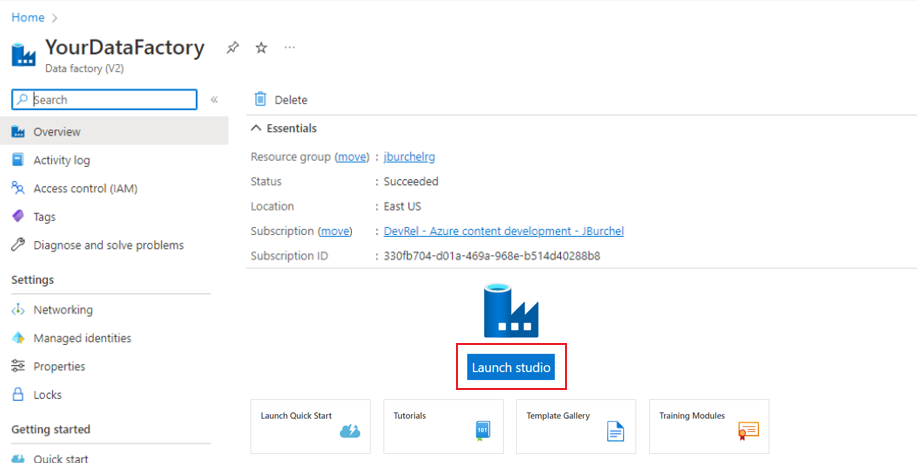 Home >
YourDataFactory ...
Data factory (V2)
Search «
Delete
Overview
Activity log
Access control (IAM)
Tags
Diagnose and solve problems
Settings
Networking
Managed identities
Properties
Locks
Getting started
Quick start
Essentials
Resource group (move) : jburchelrg
Status : Succeeded
Location : East US
Subscription (move) : DevRel - Azure content development - JBurchel
Subscription ID : 330fb704-d01a-469a-968e-b514d40288b8
Launch studio
Launch Quick Start
Tutorials
101
Template Gallery
Training Modules